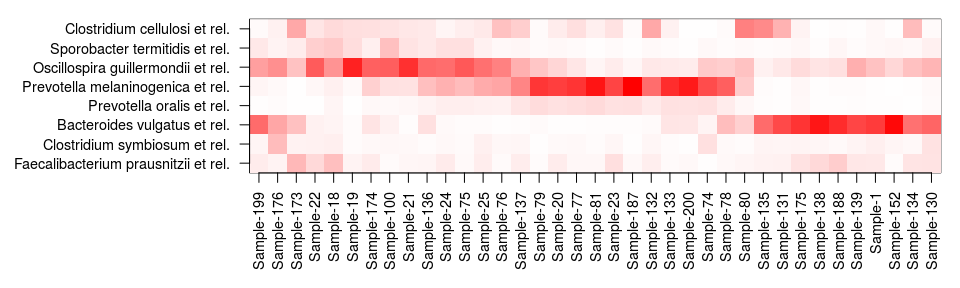 Clostridium cellulosi et rel.
Sporobacter termitidis et rel.
Oscillospira guillermondii et rel.
Prevotella melaninogenica et rel.
Prevotella oralis et rel.
Bacteroides vulgatus et rel.
Clostridium symbiosum et rel.
Faecalibacterium prausnitzii et rel.
Sample-199
Sample-176
Sample-173
Sample-22
Sample-18
Sample-19
Sample-174
Sample-100
Sample-21
Sample-136
Sample-24
Sample-75
Sample-25
Sample-76
Sample-137
Sample-79
Sample-20
Sample-77
Sample-81
Sample-23
Sample-187
Sample-132
Sample-133
Sample-200
Sample-74
Sample-78
Sample-80
Sample-135
Sample-131
Sample-175
Sample-138
Sample-188
Sample-139
Sample-1
Sample-152
Sample-134
Sample-130